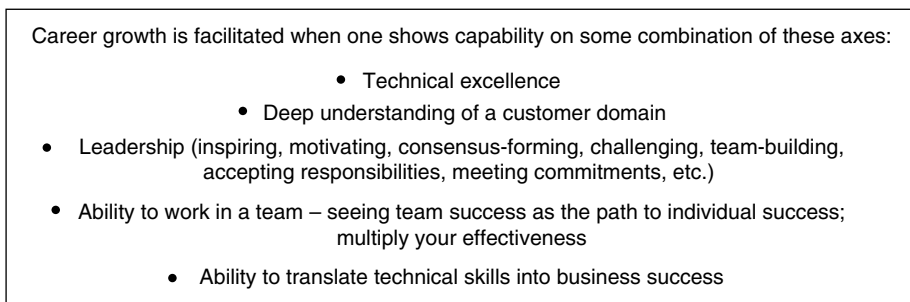 Career growth is facilitated when one shows capability on some combination of these axes:
• Technical excellence
• Deep understanding of a customer domain
• Leadership (inspiring, motivating, consensus-forming, challenging, team-building,
accepting responsibilities, meeting commitments, etc.)
• Ability to work in a team – seeing team success as the path to individual success;
multiply your effectiveness
• Ability to translate technical skills into business success